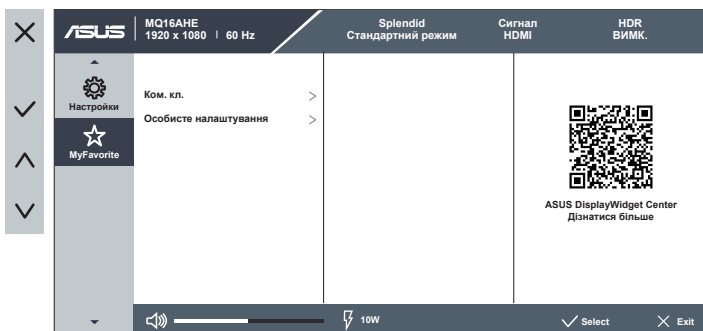 ASUS
MQ16AHE
1920 x 1080 60 Hz
Splendid
Стандартний режим
Сигнал
HDMI
HDR
ВИМК.
Настройки
MyFavorite
Ком. кл. >
Особисте налаштування >
ASUS DisplayWidget Center
Дізнатися більше
10W
Select
Exit